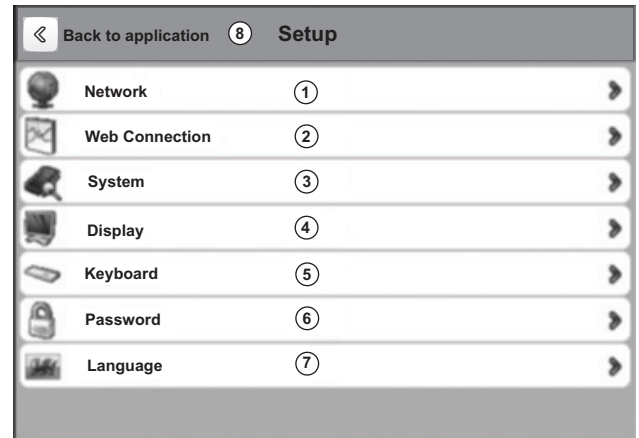 Back to application 8 Setup
Network 1
Web Connection 2
System 3
Display 4
Keyboard 5
Password 6
Language 7